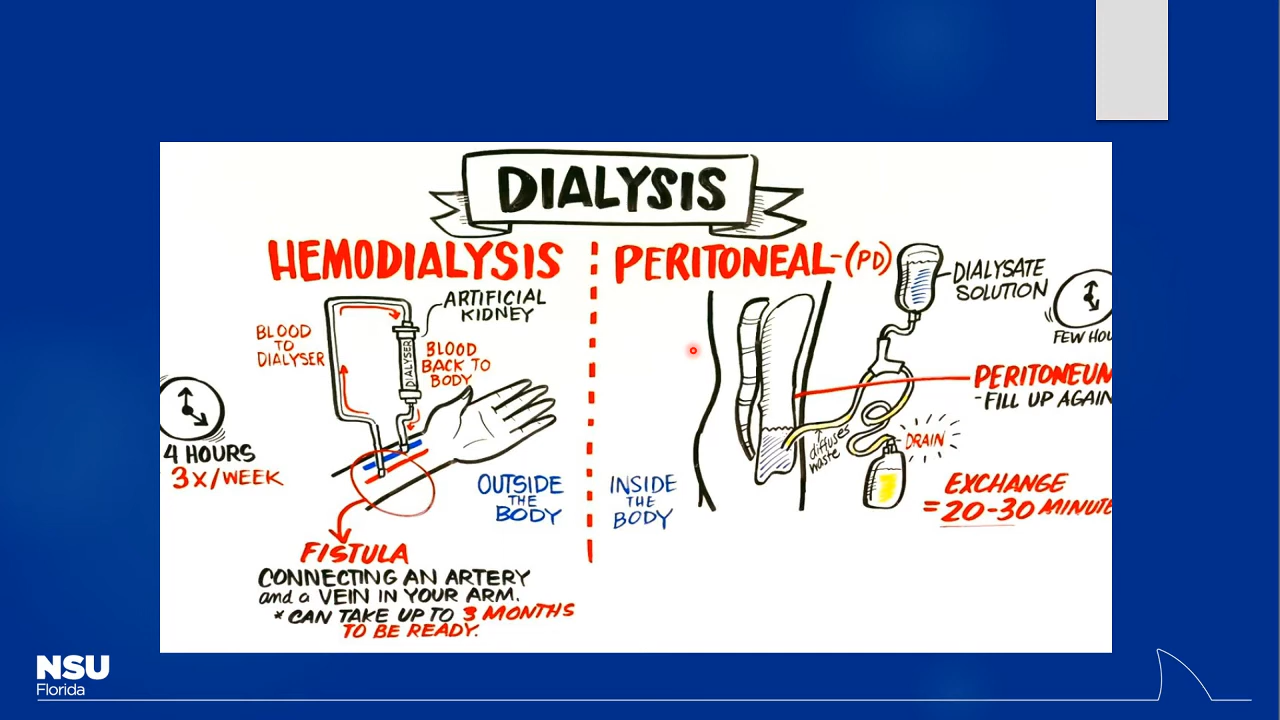 DIALYSIS
HEMODIALYSIS
ARTIFICIAL
KIDNEY
BLOOD
TO
DIALYSER
DIALYSER
BLOOD
BACK TO
BODY
4 HOURS
3x/WEEK
OUTSIDE
THE
BODY
FISTULA
CONNECTING AN ARTERY
and a VEIN IN YOUR ARM.
* CAN TAKE UP TO 3 MONTHS
TO BE READY.
PERITONEAL-(PD)
DIALYSATE
SOLUTION
FEW HOU
PERITONEUM
-FILL UP AGAIN
diffuses
waste
DRAIN
INSIDE
THE
BODY
EXCHANGE
= 20-30 MINUTE
NSU
Florida